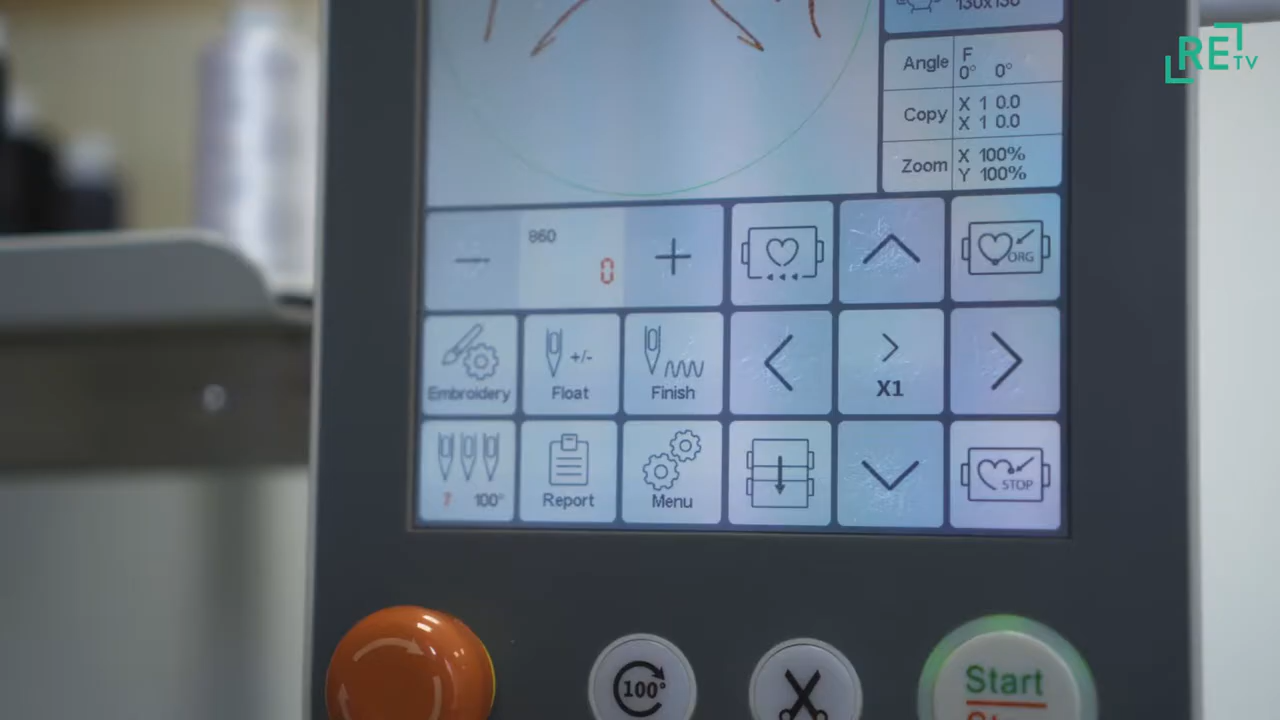 130x130
RE TV
Angle F
0° 0°
Copy X 1 0.0
X 1 0.0
Zoom X 100%
Y 100%
860
0
ORG
Embroidery
+/-
Float
Finish
X1
7 100°
Report
Menu
STOP
100°
Start